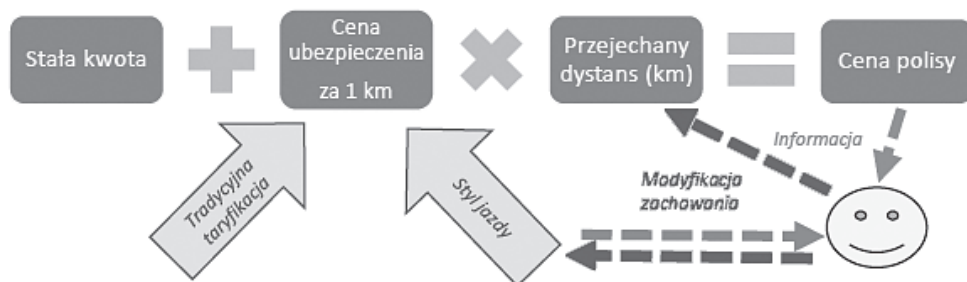 Stała kwota
Cena
ubezpieczenia
za 1 km
Przejechany
dystans (km)
Cena polisy
Tradycyjna
taryfikacja
Styl jazdy
Informacja
Modyfikacja
zachowania